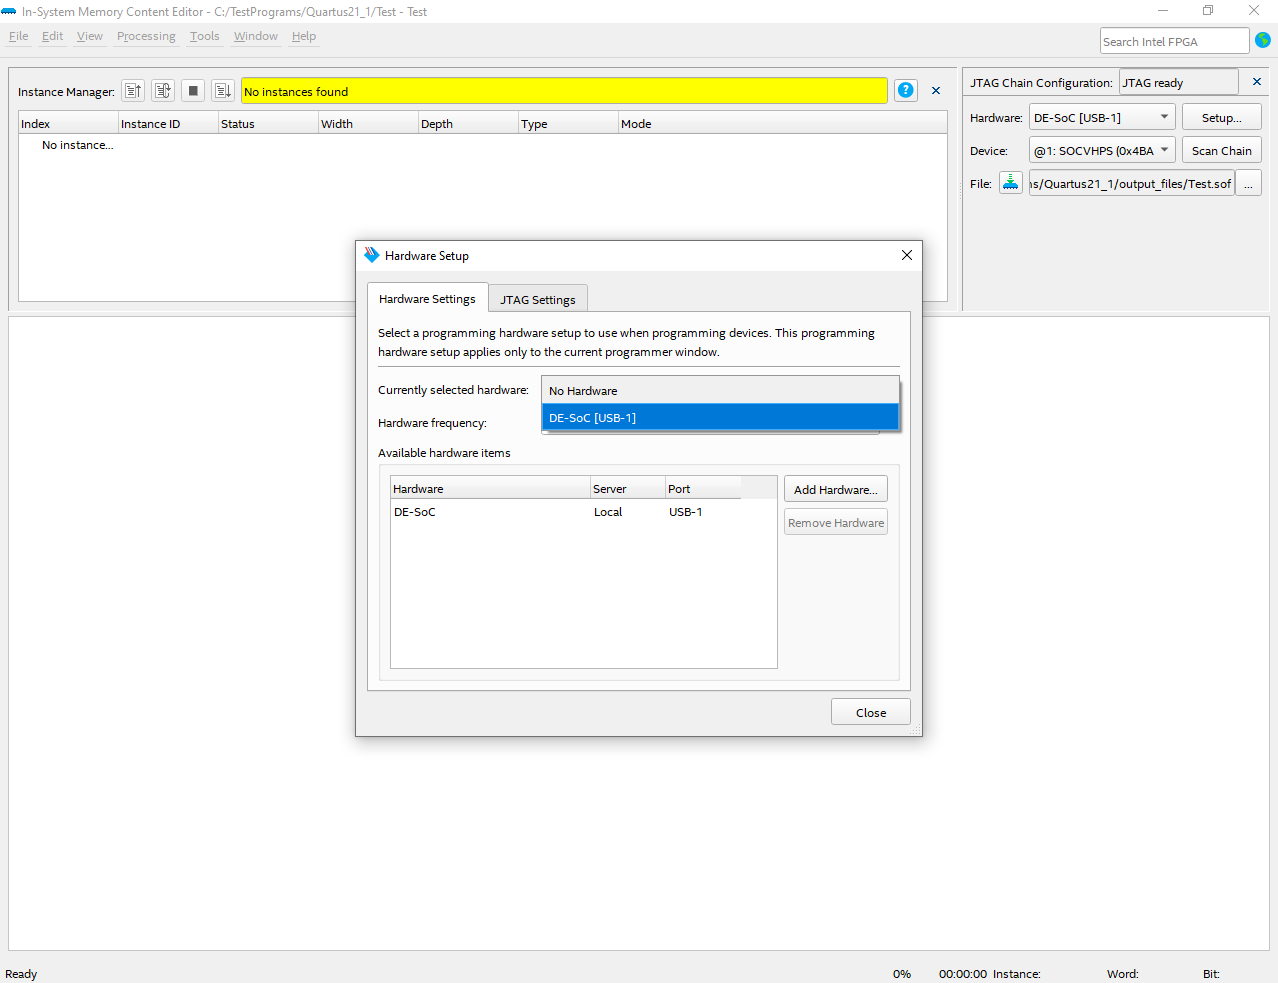 In-System Memory Content Editor - C:/TestPrograms/Quartus21_1/Test - Test
File Edit View Processing Tools Window Help
Search Intel FPGA
Instance Manager: No instances found
JTAG Chain Configuration: JTAG ready
Index Instance ID Status Width Depth Type Mode
No instance...
Hardware: DE-SoC [USB-1] Setup...
Device: @1: SOCVHPS (0x4BA Scan Chain
File: ns/Quartus21_1/output_files/Test.sof ...
Hardware Setup
Hardware Settings JTAG Settings
Select a programming hardware setup to use when programming devices. This programming
hardware setup applies only to the current programmer window.
Currently selected hardware: No Hardware
DE-SoC [USB-1]
Hardware frequency:
Available hardware items
Hardware Server Port
DE-SoC Local USB-1
Add Hardware...
Remove Hardware
Close
Ready 0% 00:00:00 Instance: Word: Bit: